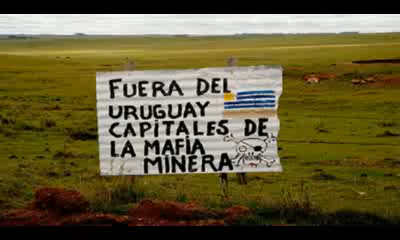 FUERA DEL
URUGUAY
CAPITALES DE
LA MAFIA
MINERA